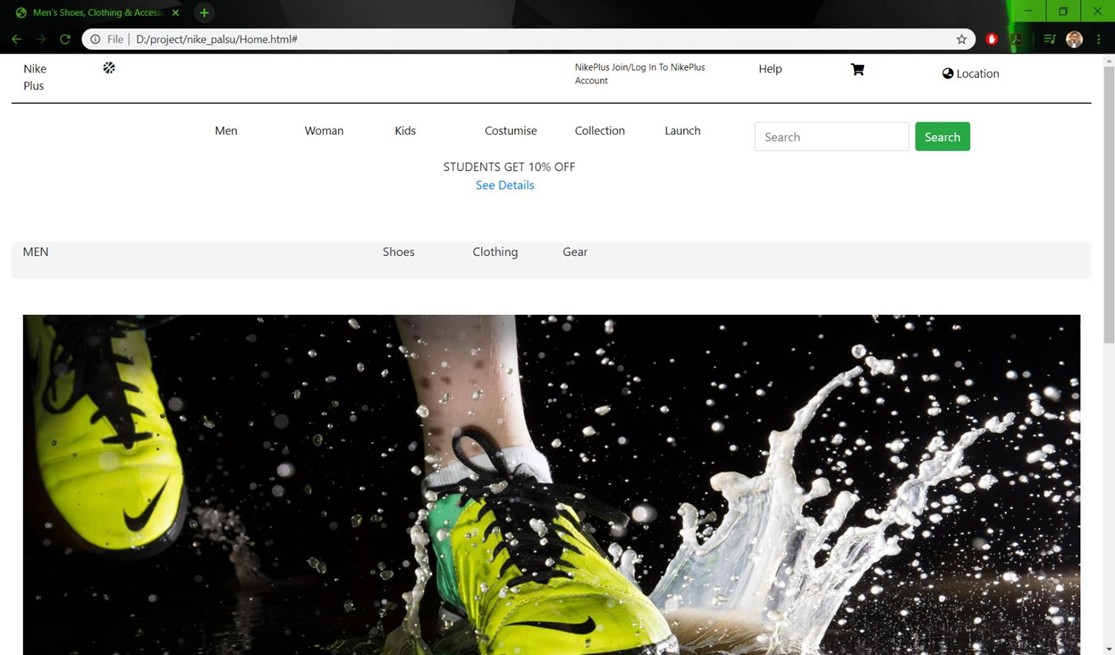 Men's Shoes, Clothing & Access
File | D:/project/nike_palsu/Home.html#
Nike
Plus
NikePlus Join/Log In To NikePlus
Account
Help
Location
Men Woman Kids Costumise Collection Launch Search Search
STUDENTS GET 10% OFF
See Details
MEN Shoes Clothing Gear